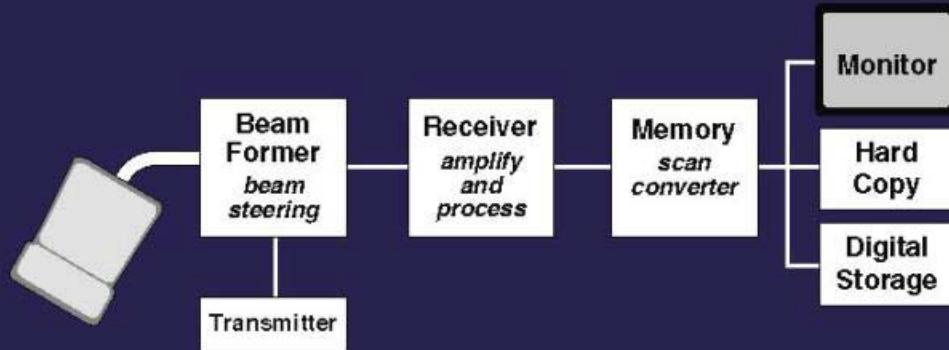 Beam
Former
beam
steering
Transmitter
Receiver
amplify
and
process
Memory
scan
converter
Monitor
Hard
Copy
Digital
Storage